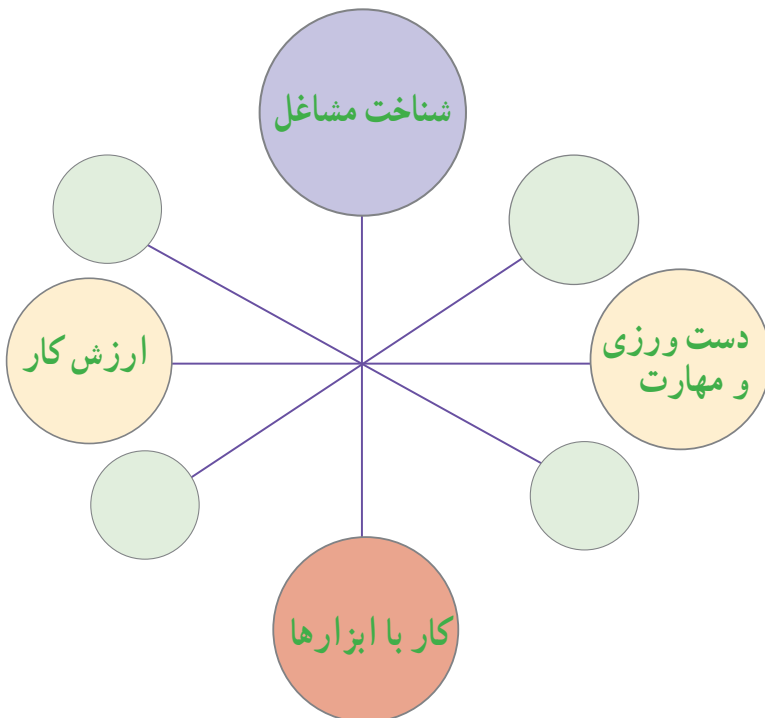 شناخت مشاغل
دست ورزی
و مهارت
ارزش کار
کار با ابزارها